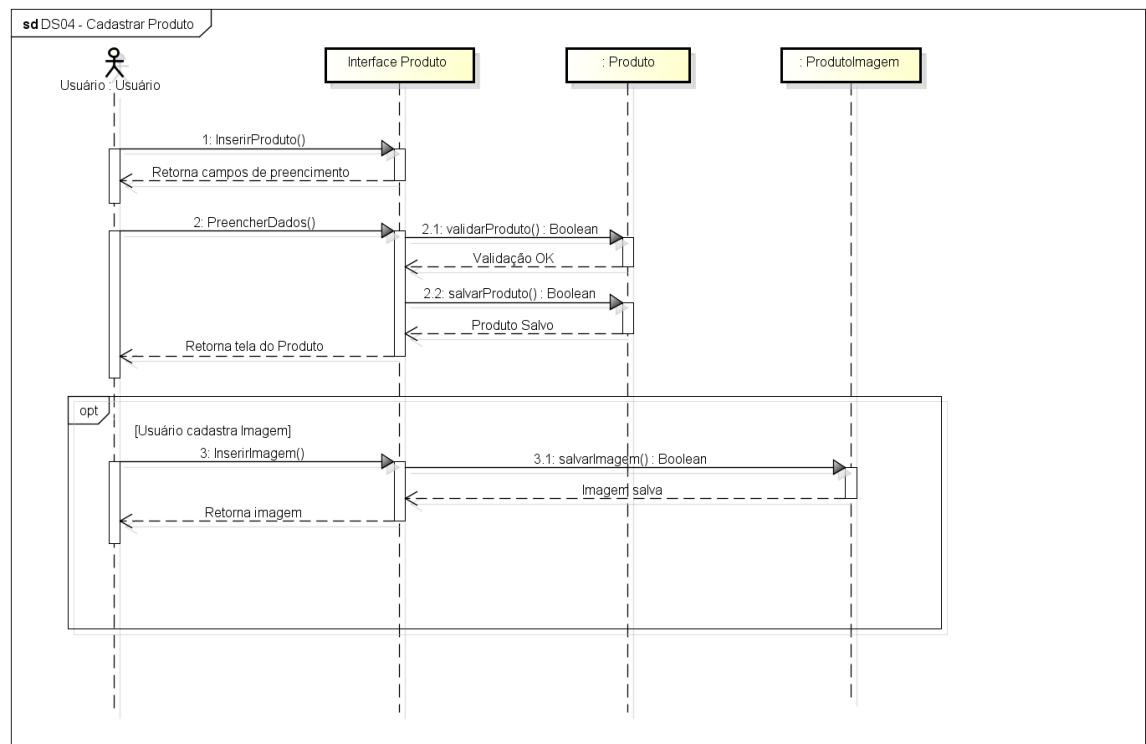 sd DS04 - Cadastrar Produto
Usuário : Usuário
Interface Produto
: Produto
: ProdutoImagem
1: InserirProduto()
Retorna campos de preencimento
2: PreencherDados()
2.1: validarProduto() : Boolean
Validação OK
2.2: salvarProduto() : Boolean
Produto Salvo
Retorna tela do Produto
opt
[Usuário cadastra Imagem]
3: InserirImagem()
3.1: salvarImagem() : Boolean
Imagem salva
Retorna imagem